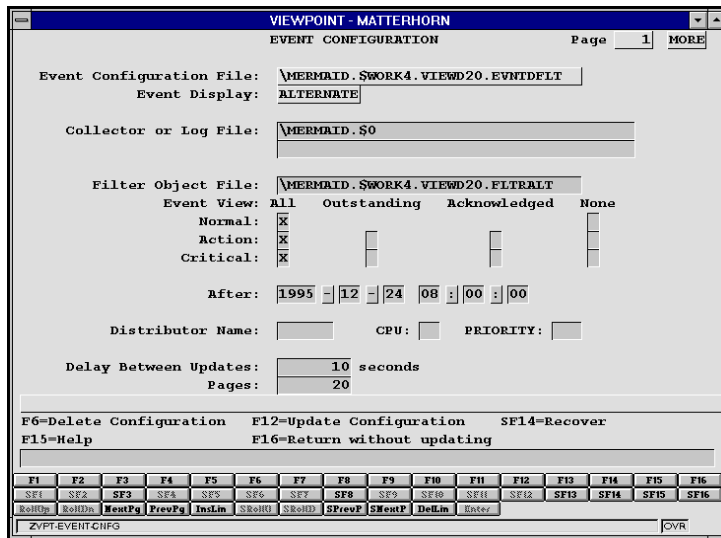 VIEWPOINT - MATTERHORN
EVENT CONFIGURATION Page 1 MORE
Event Configuration File: \MERMAID.$WORK4.VIEWD20.EVNTDFLT
Event Display: ALTERNATE
Collector or Log File: \MERMAID.$0
Filter Object File: \MERMAID.$WORK4.VIEWD20.FLTRALT
Event View: All Outstanding Acknowledged None
Normal: X
Action: X
Critical: X
After: 1995 - 12 - 24 08 : 00 : 00
Distributor Name: CPU: PRIORITY:
Delay Between Updates: 10 seconds
Pages: 20
F6=Delete Configuration F12=Update Configuration SF14=Recover
F15=Help F16=Return without updating
F1 F2 F3 F4 F5 F6 F7 F8 F9 F10 F11 F12 F13 F14 F15 F16
SF1 SF2 SF3 SF4 SF5 SF6 SF7 SF8 SF9 SF10 SF11 SF12 SF13 SF14 SF15 SF16
RollUp RollDn NextPg PrevPg InsLin SRollU SRollD SPrevP SNextP DelLin Enter
ZVPT-EVENT-CNFG OVR